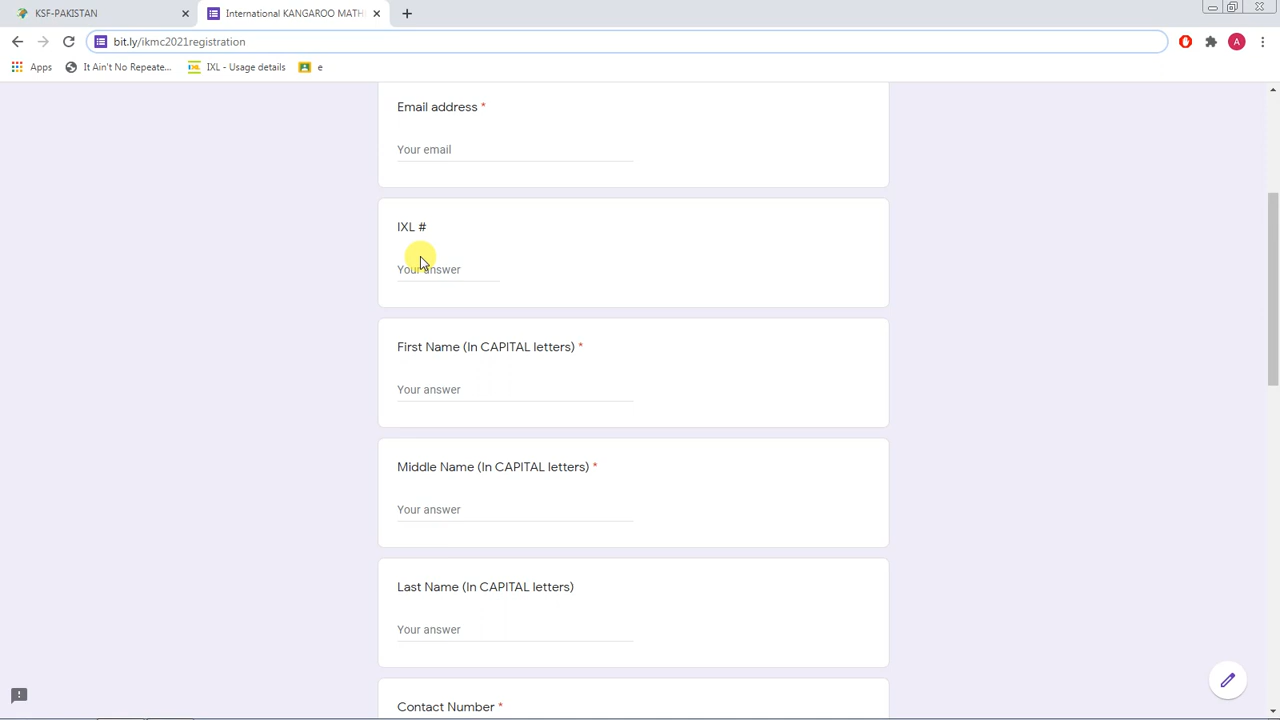 KSF-PAKISTAN
International KANGAROO MATH
bit.ly/ikmc2021registration
A
Apps
It Ain't No Repeate...
IXL - Usage details
e
Email address *
Your email
IXL #
Your answer
First Name (In CAPITAL letters) *
Your answer
Middle Name (In CAPITAL letters) *
Your answer
Last Name (In CAPITAL letters)
Your answer
Contact Number *